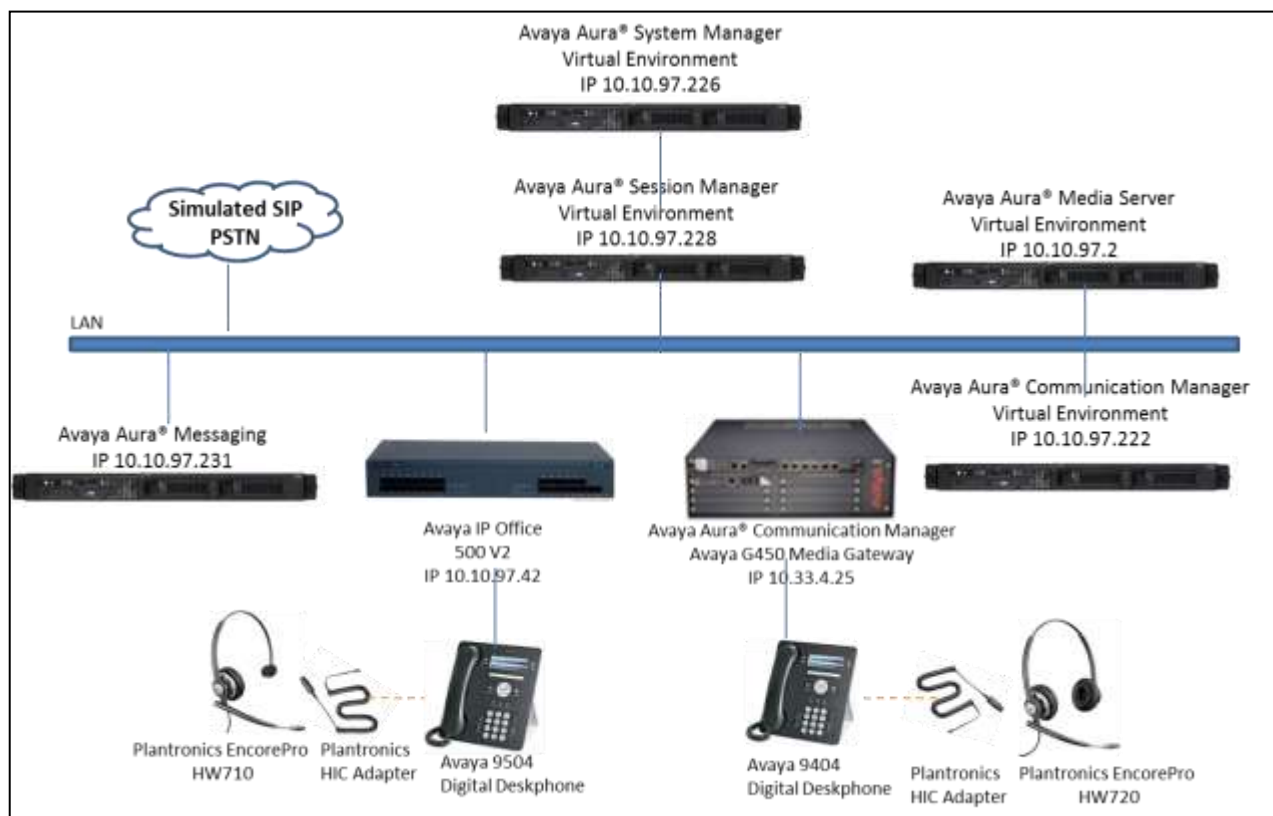 Avaya Aura® System Manager
Virtual Environment
IP 10.10.97.226
Simulated SIP
PSTN
Avaya Aura® Session Manager
Virtual Environment
IP 10.10.97.228
Avaya Aura® Media Server
Virtual Environment
IP 10.10.97.2
LAN
Avaya Aura® Messaging
IP 10.10.97.231
Avaya IP Office
500 V2
IP 10.10.97.42
Avaya Aura® Communication Manager
Avaya G450 Media Gateway
IP 10.33.4.25
Avaya Aura® Communication Manager
Virtual Environment
IP 10.10.97.222
Plantronics EncorePro
HW710
Plantronics
HIC Adapter
Avaya 9504
Digital Deskphone
Avaya 9404
Digital Deskphone
Plantronics
HIC Adapter
Plantronics EncorePro
HW720